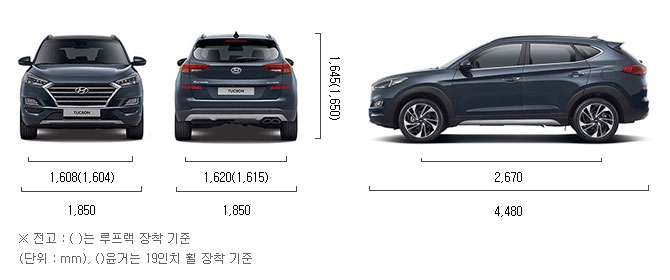 TUCSON
TUCSON
1,645(1,650)
1,608(1,604)
1,620(1,615)
2,670
1,850
1,850
4,480
※ 전고 : ( )는 루프랙 장착 기준
(단위 : mm), ()윤거는 19인치 휠 장착 기준